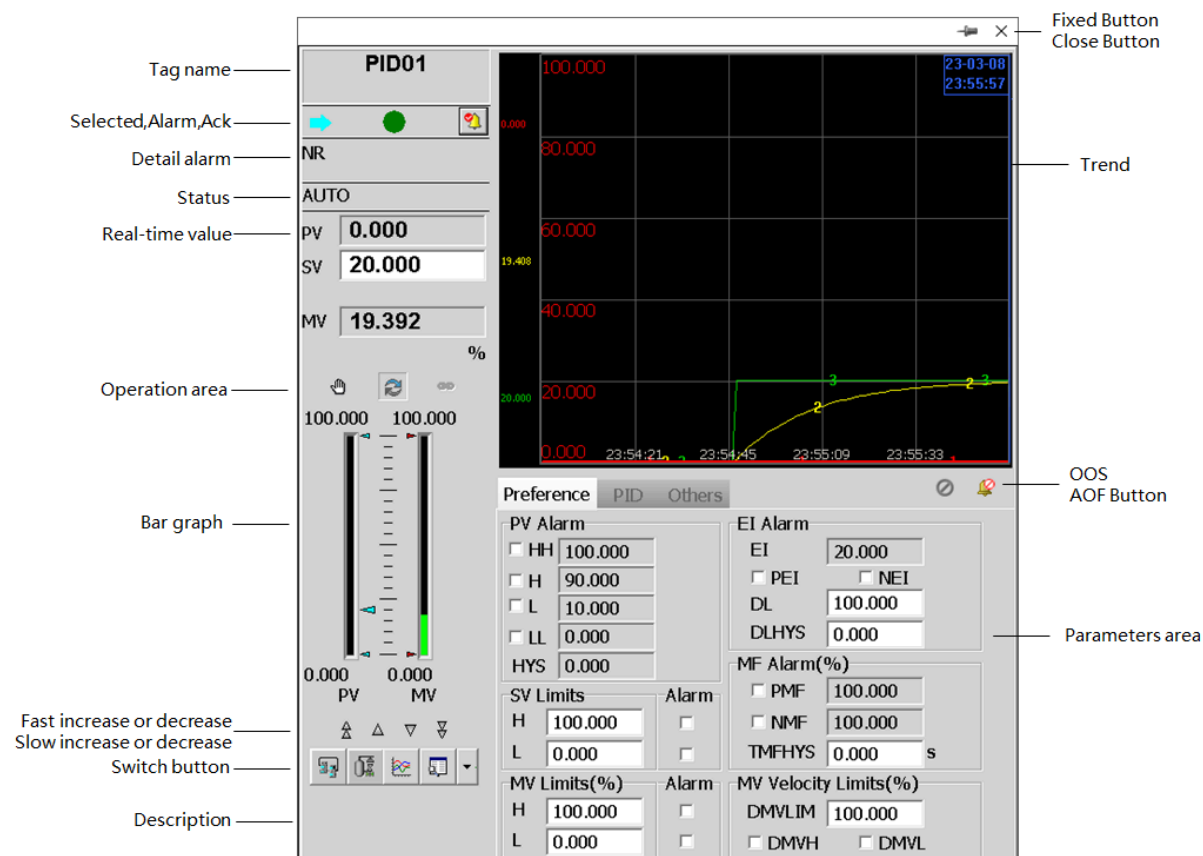 Fixed Button
Close Button
Tag name
PID01
100.000
23-03-08
23:55:57
Selected,Alarm,Ack
0.000
Detail alarm
NR
80.000
Trend
Status
AUTO
Real-time value
PV 0.000
60.000
SV 20.000
19.408
MV 19.392
40.000
%
Operation area
3
2 3
20.000 20.000
2
100.000 100.000
0.000 23:54:21 2 3 23:54:45 23:55:09 23:55:33 1
OOS
AOF Button
Preference PID Others
Bar graph
PV Alarm
HH 100.000
H 90.000
L 10.000
LL 0.000
HYS 0.000
EI Alarm
EI 20.000
PEI NEI
DL 100.000
DLHYS 0.000
Parameters area
MF Alarm(%)
PMF 100.000
NMF 100.000
TMFHYS 0.000 s
0.000 0.000
PV MV
SV Limits Alarm
H 100.000
L 0.000
Fast increase or decrease
Slow increase or decrease
Switch button
MV Limits(%) Alarm
H 100.000
L 0.000
MV Velocity Limits(%)
DMVLIM 100.000
DMVH DMVL
Description